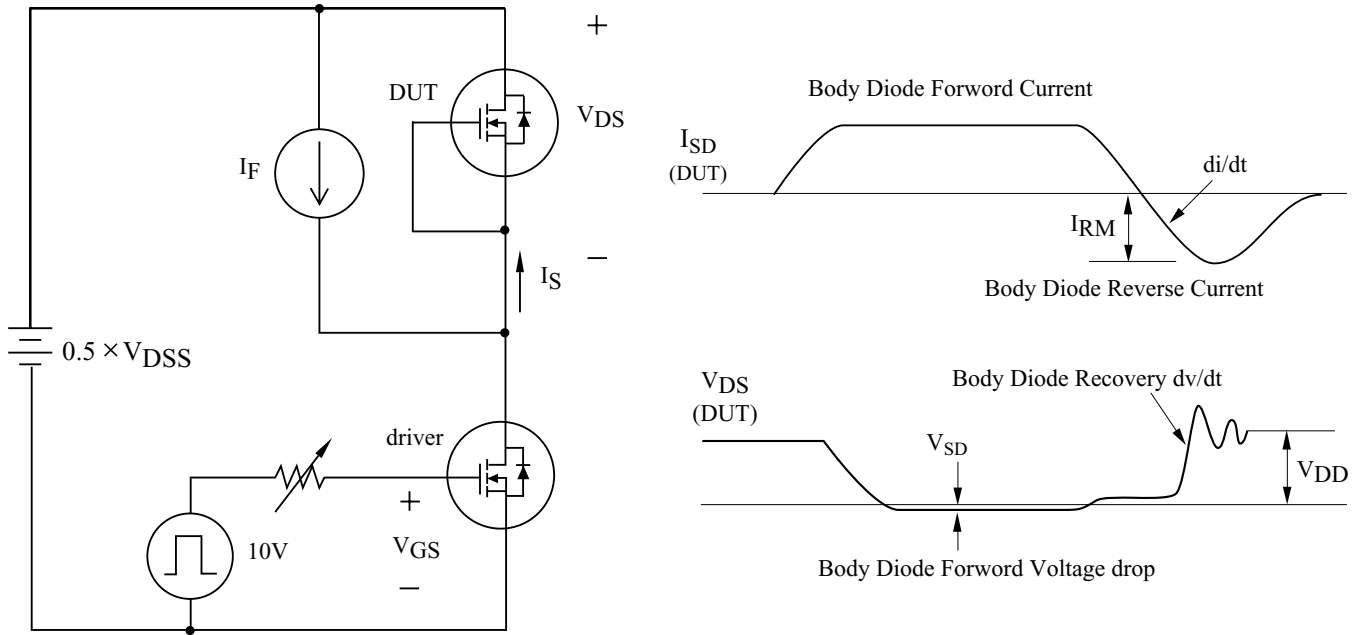 +
DUT
VDS
IF
−
IS
0.5 × VDSS
driver
+
10V
VGS
−
Body Diode Forword Current
ISD
(DUT)
di/dt
IRM
Body Diode Reverse Current
VDS
(DUT)
Body Diode Recovery dv/dt
VSD
VDD
Body Diode Forword Voltage drop